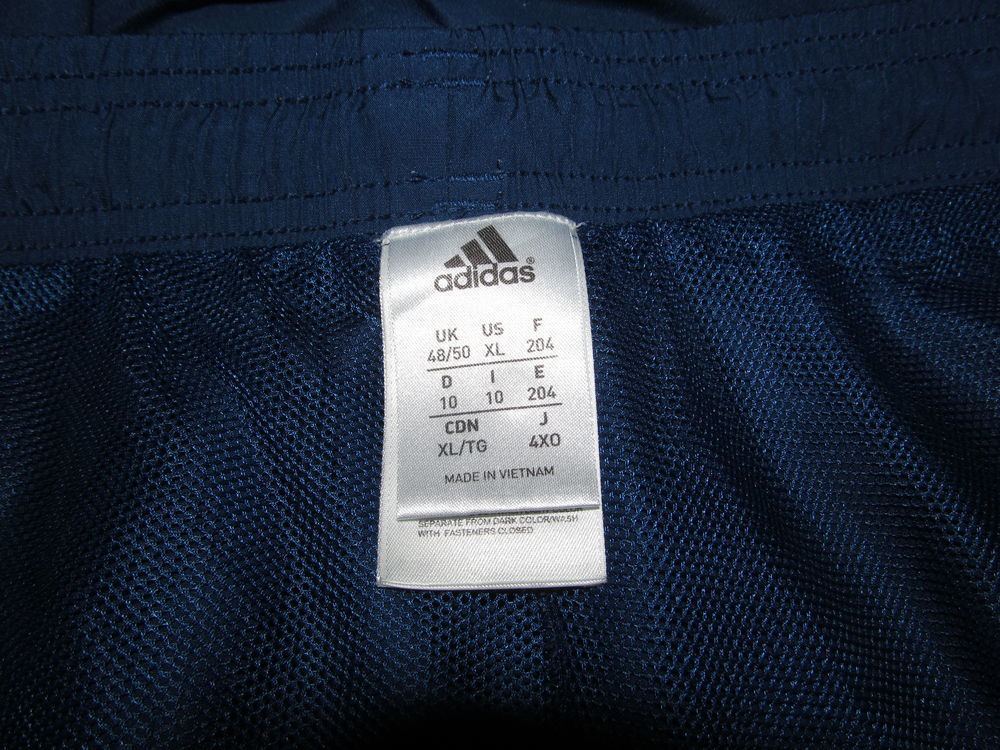 adidas®
UK US F
48/50 XL 204
D I E
10 10 204
CDN J
XL/TG 4XO
MADE IN VIETNAM
SEPARATE FROM DARK COLOR/WASH
WITH FASTENERS CLOSED